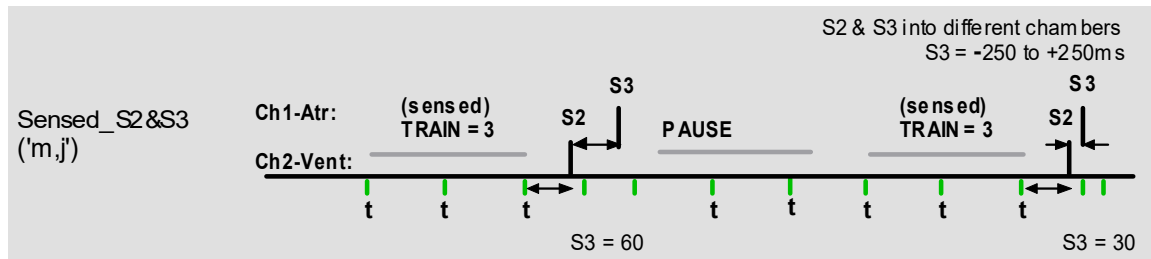 S2 & S3 into different chambers
S3 = -250 to +250ms
Sensed_S2&S3
('m,j')
Ch1-Atr:
Ch2-Vent:
(sensed)
TRAIN = 3
S2
S3
PAUSE
(sensed)
TRAIN = 3
S2
S3
t t t t t t t t
S3 = 60
S3 = 30